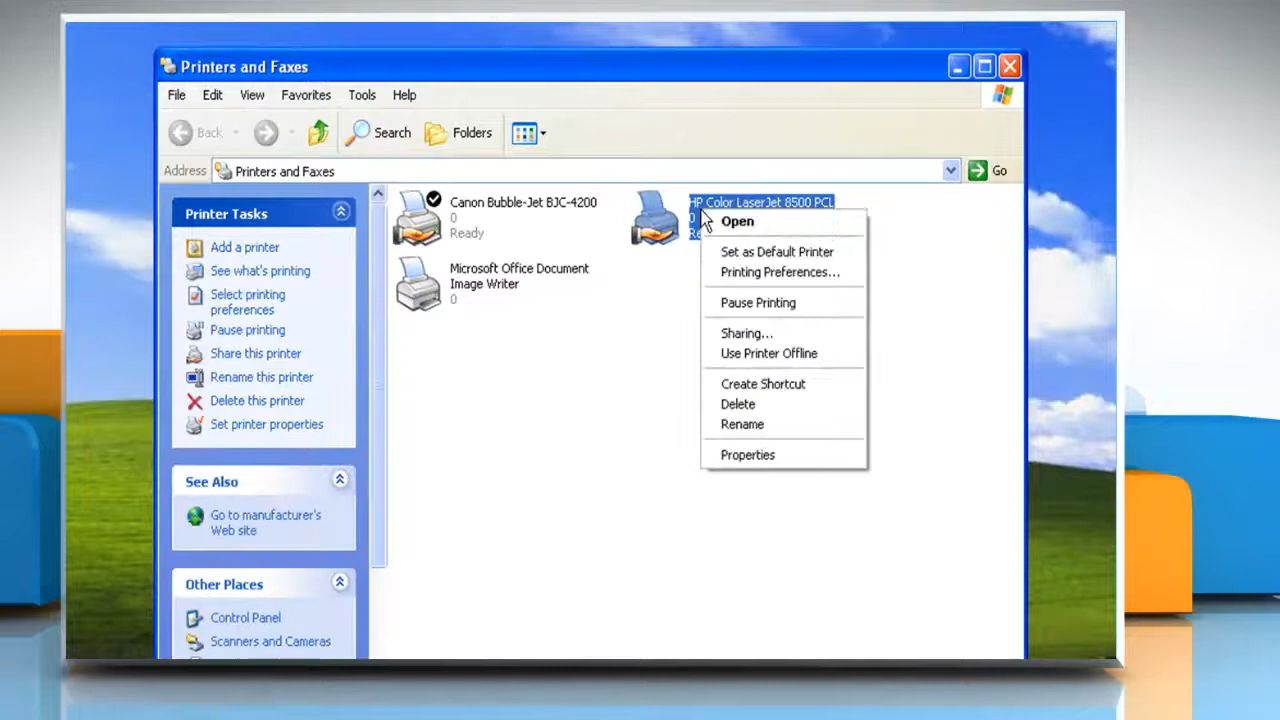 Printers and Faxes
File Edit View Favorites Tools Help
Back Search Folders
Address Printers and Faxes Go
Printer Tasks
Add a printer
See what's printing
Select printing
preferences
Pause printing
Share this printer
Rename this printer
Delete this printer
Set printer properties
See Also
Go to manufacturer's
Web site
Other Places
Control Panel
Scanners and Cameras
Canon Bubble-Jet BJC-4200
0
Ready
Microsoft Office Document
Image Writer
0
HP Color LaserJet 8500 PCL
0
Open
Set as Default Printer
Printing Preferences...
Pause Printing
Sharing...
Use Printer Offline
Create Shortcut
Delete
Rename
Properties